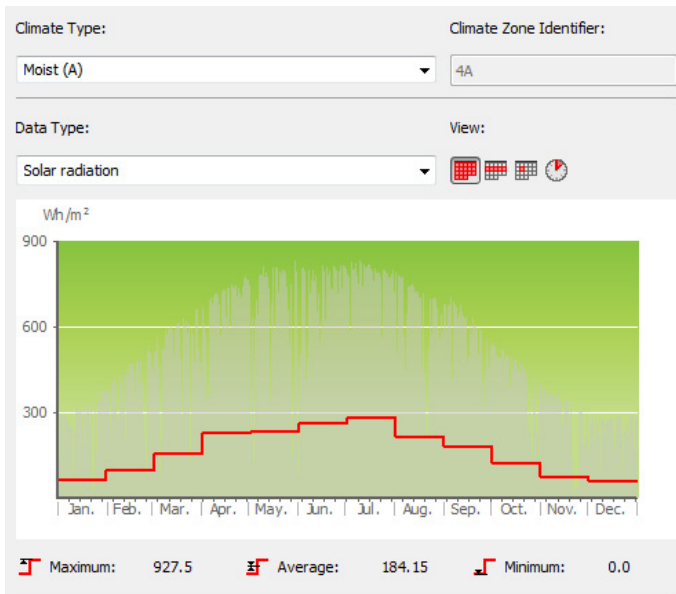 Climate Type: Climate Zone Identifier:
Moist (A) 4A
Data Type: View:
Solar radiation
Wh/m²
900
600
300
Jan. Feb. Mar. Apr. May. Jun. Jul. Aug. Sep. Oct. Nov. Dec.
Maximum: 927.5 Average: 184.15 Minimum: 0.0